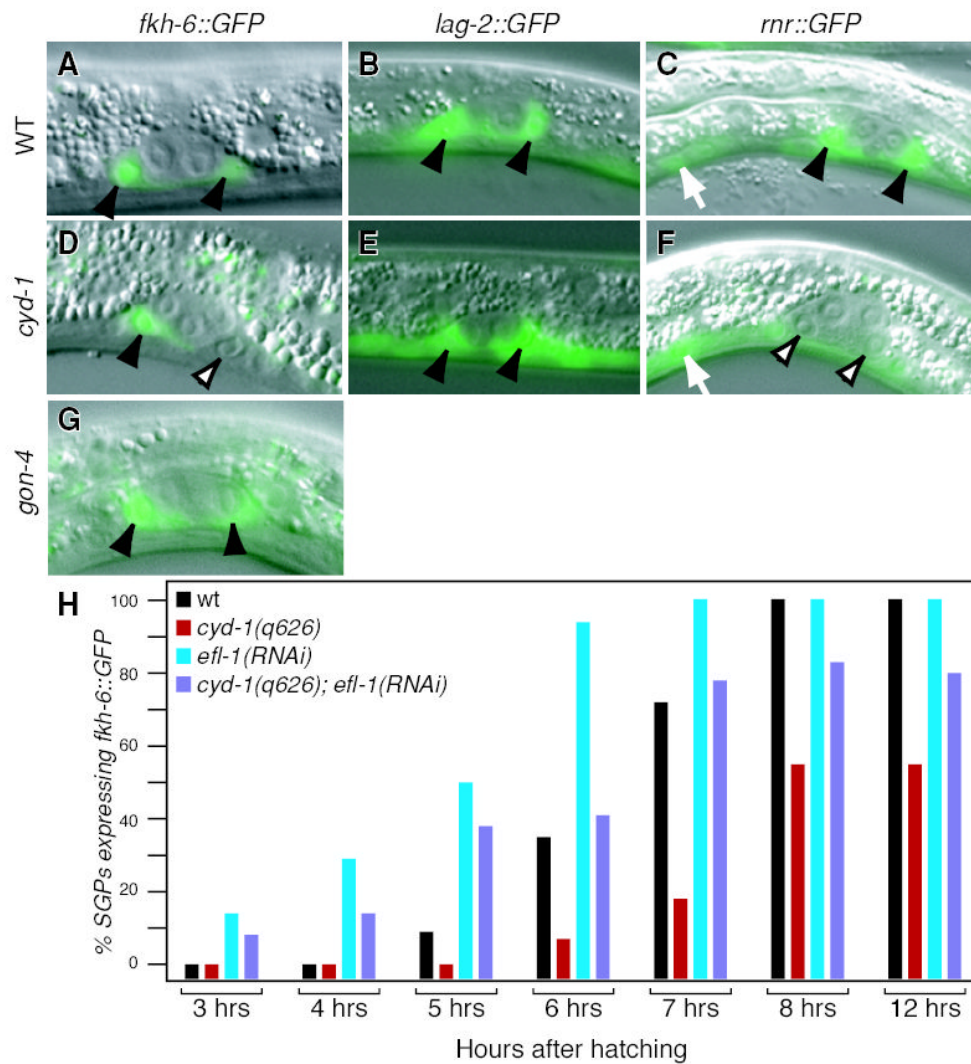 fkh-6::GFP lag-2::GFP rnr::GFP
WT
A B C
cyd-1
D E F
gon-4
G
H
wt
cyd-1(q626)
efl-1(RNAi)
cyd-1(q626); efl-1(RNAi)
% SGPs expressing fkh-6::GFP
100
80
60
40
20
0
3 hrs 4 hrs 5 hrs 6 hrs 7 hrs 8 hrs 12 hrs
Hours after hatching